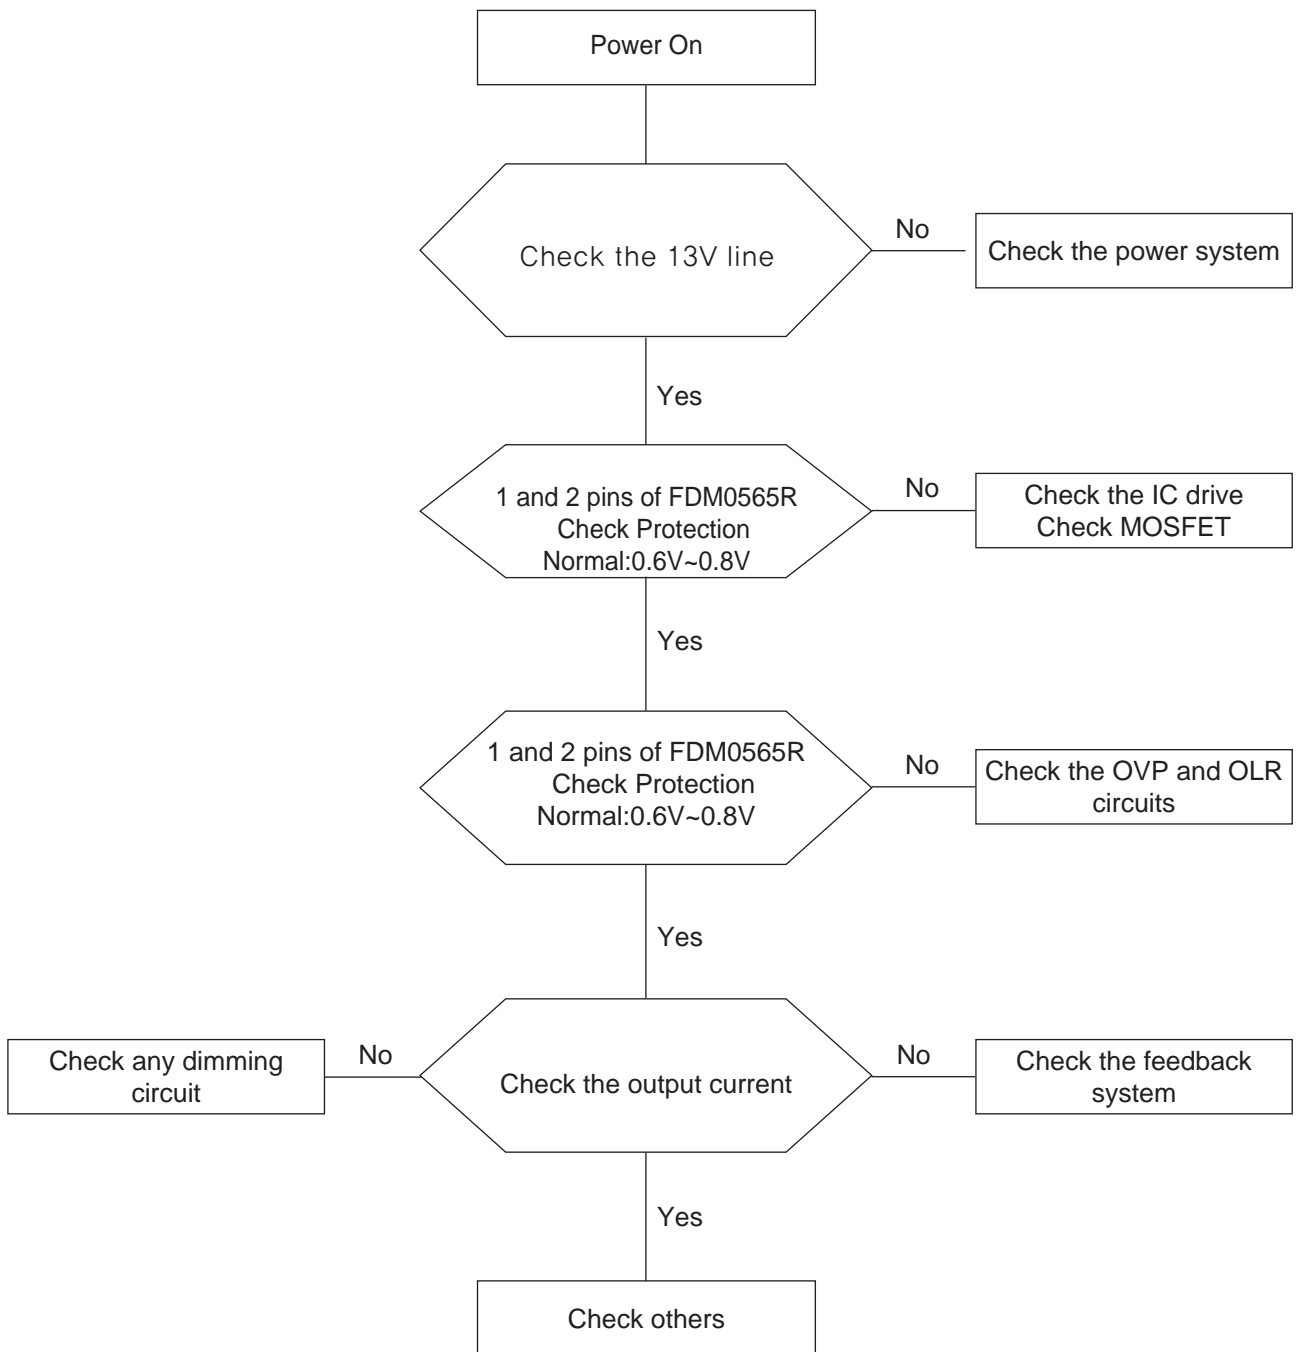 Power On
Check the 13V line
No
Check the power system
Yes
1 and 2 pins of FDM0565R
Check Protection
Normal:0.6V~0.8V
No
Check the IC drive
Check MOSFET
Yes
1 and 2 pins of FDM0565R
Check Protection
Normal:0.6V~0.8V
No
Check the OVP and OLR
circuits
Yes
Check any dimming
circuit
No
Check the output current
No
Check the feedback
system
Yes
Check others